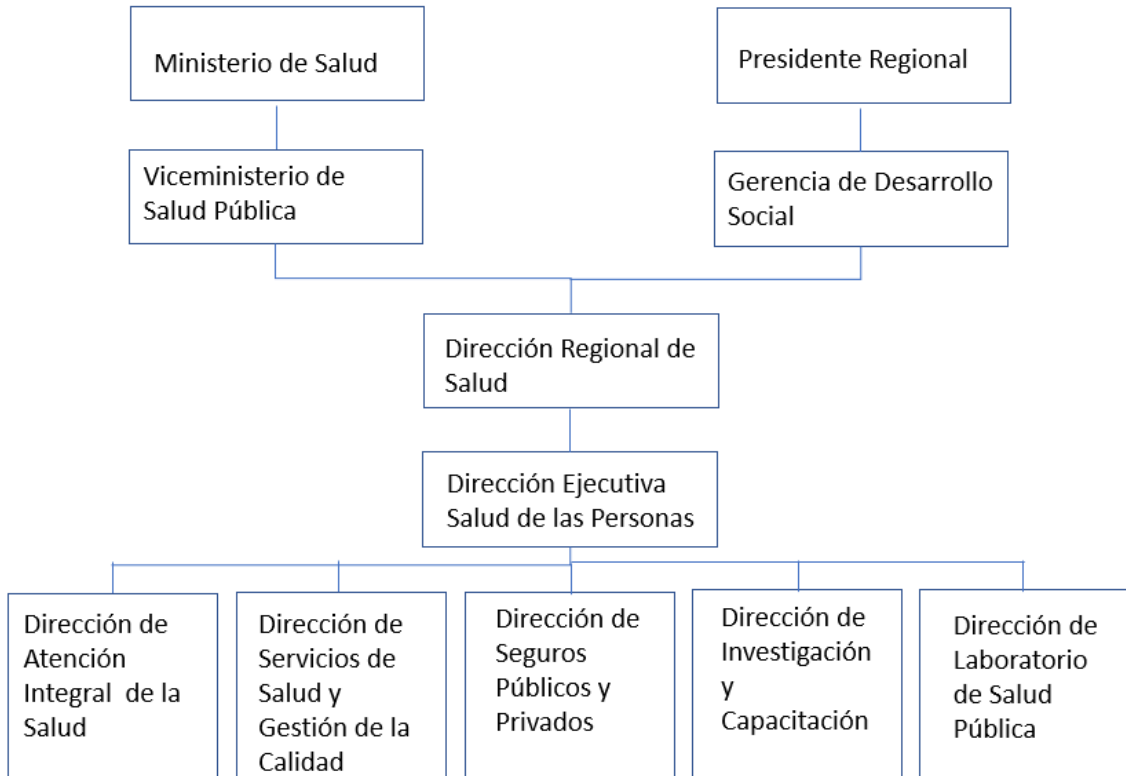 Ministerio de Salud
Presidente Regional
Viceministerio de
Salud Pública
Gerencia de Desarrollo
Social
Dirección Regional de
Salud
Dirección Ejecutiva
Salud de las Personas
Dirección de
Atención
Integral de la
Salud
Dirección de
Servicios de
Salud y
Gestión de la
Calidad
Dirección de
Seguros
Públicos y
Privados
Dirección de
Investigación
y
Capacitación
Dirección de
Laboratorio
de Salud
Pública